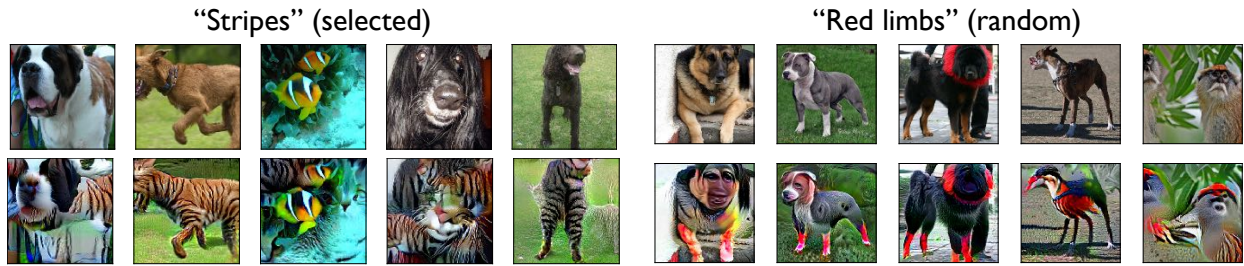 “Stripes” (selected)
“Red limbs” (random)